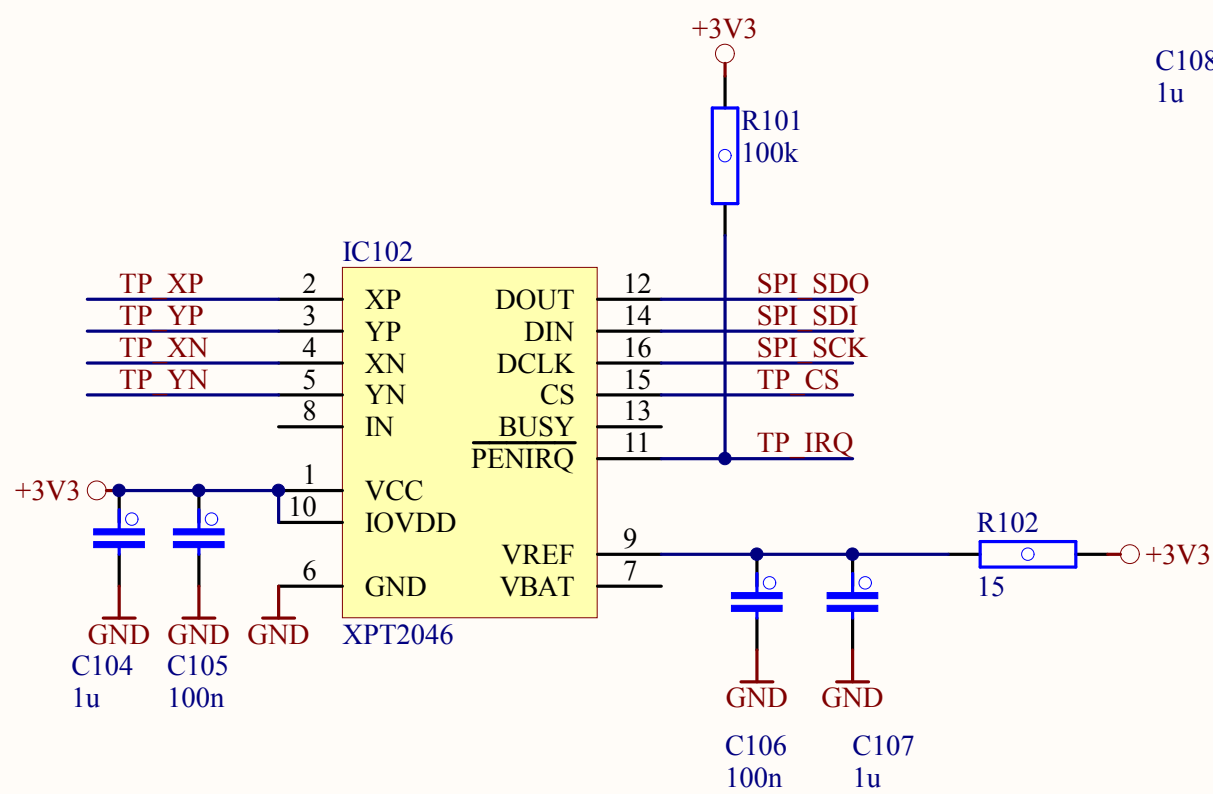 +3V3
C108
1u
R101
100k
IC102
TP_XP 2 XP DOUT 12 SPI_SDO
TP_YP 3 YP DIN 14 SPI_SDI
TP_XN 4 XN DCLK 16 SPI_SCK
TP_YN 5 YN CS 15 TP_CS
8 IN BUSY 13
PENIRQ 11 TP_IRQ
+3V3 1 VCC
10 IOVDD
VREF 9 R102 +3V3
6 GND VBAT 7 15
GND GND GND XPT2046
C104 C105
1u 100n
GND GND
C106 C107
100n 1u